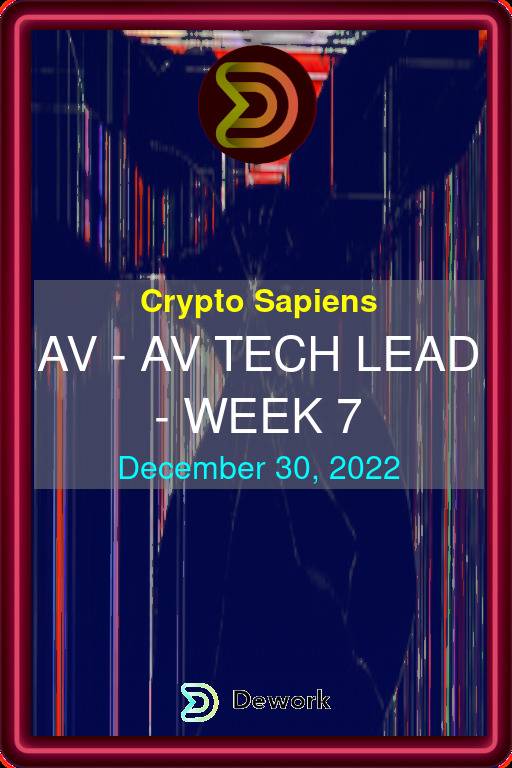 Crypto Sapiens
AV - AV TECH LEAD
- WEEK 7
December 30, 2022
Dework